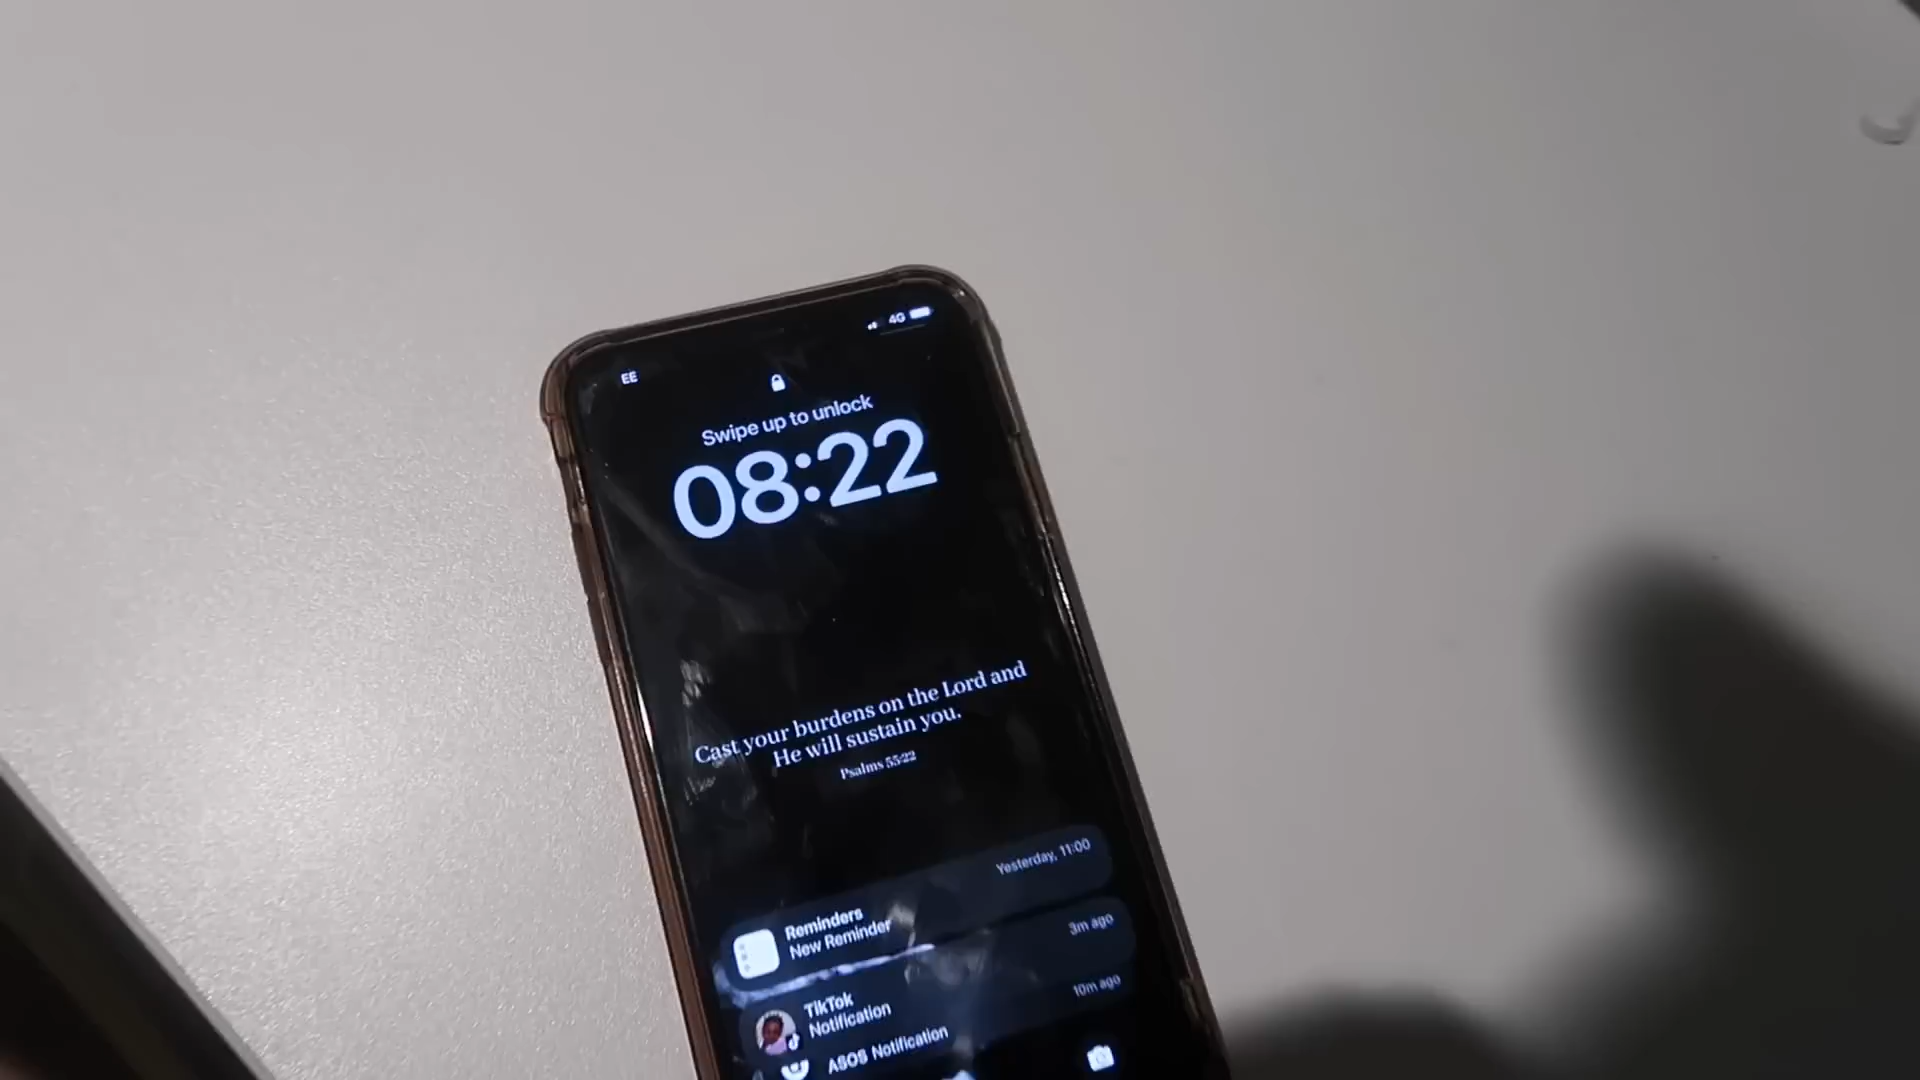 EE
4G
Swipe up to unlock
08:22
Cast your burdens on the Lord and
He will sustain you.
Psalms 55:22
Yesterday, 11:00
Reminders
New Reminder
3m ago
TikTok
Notification
10m ago
ASOS Notification